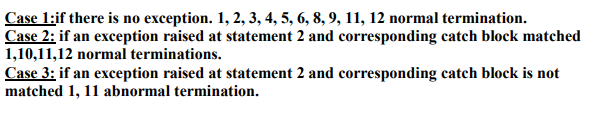 Case 1:if there is no exception. 1, 2, 3, 4, 5, 6, 8, 9, 11, 12 normal termination.
Case 2: if an exception raised at statement 2 and corresponding catch block matched
1,10,11,12 normal terminations.
Case 3: if an exception raised at statement 2 and corresponding catch block is not
matched 1, 11 abnormal termination.